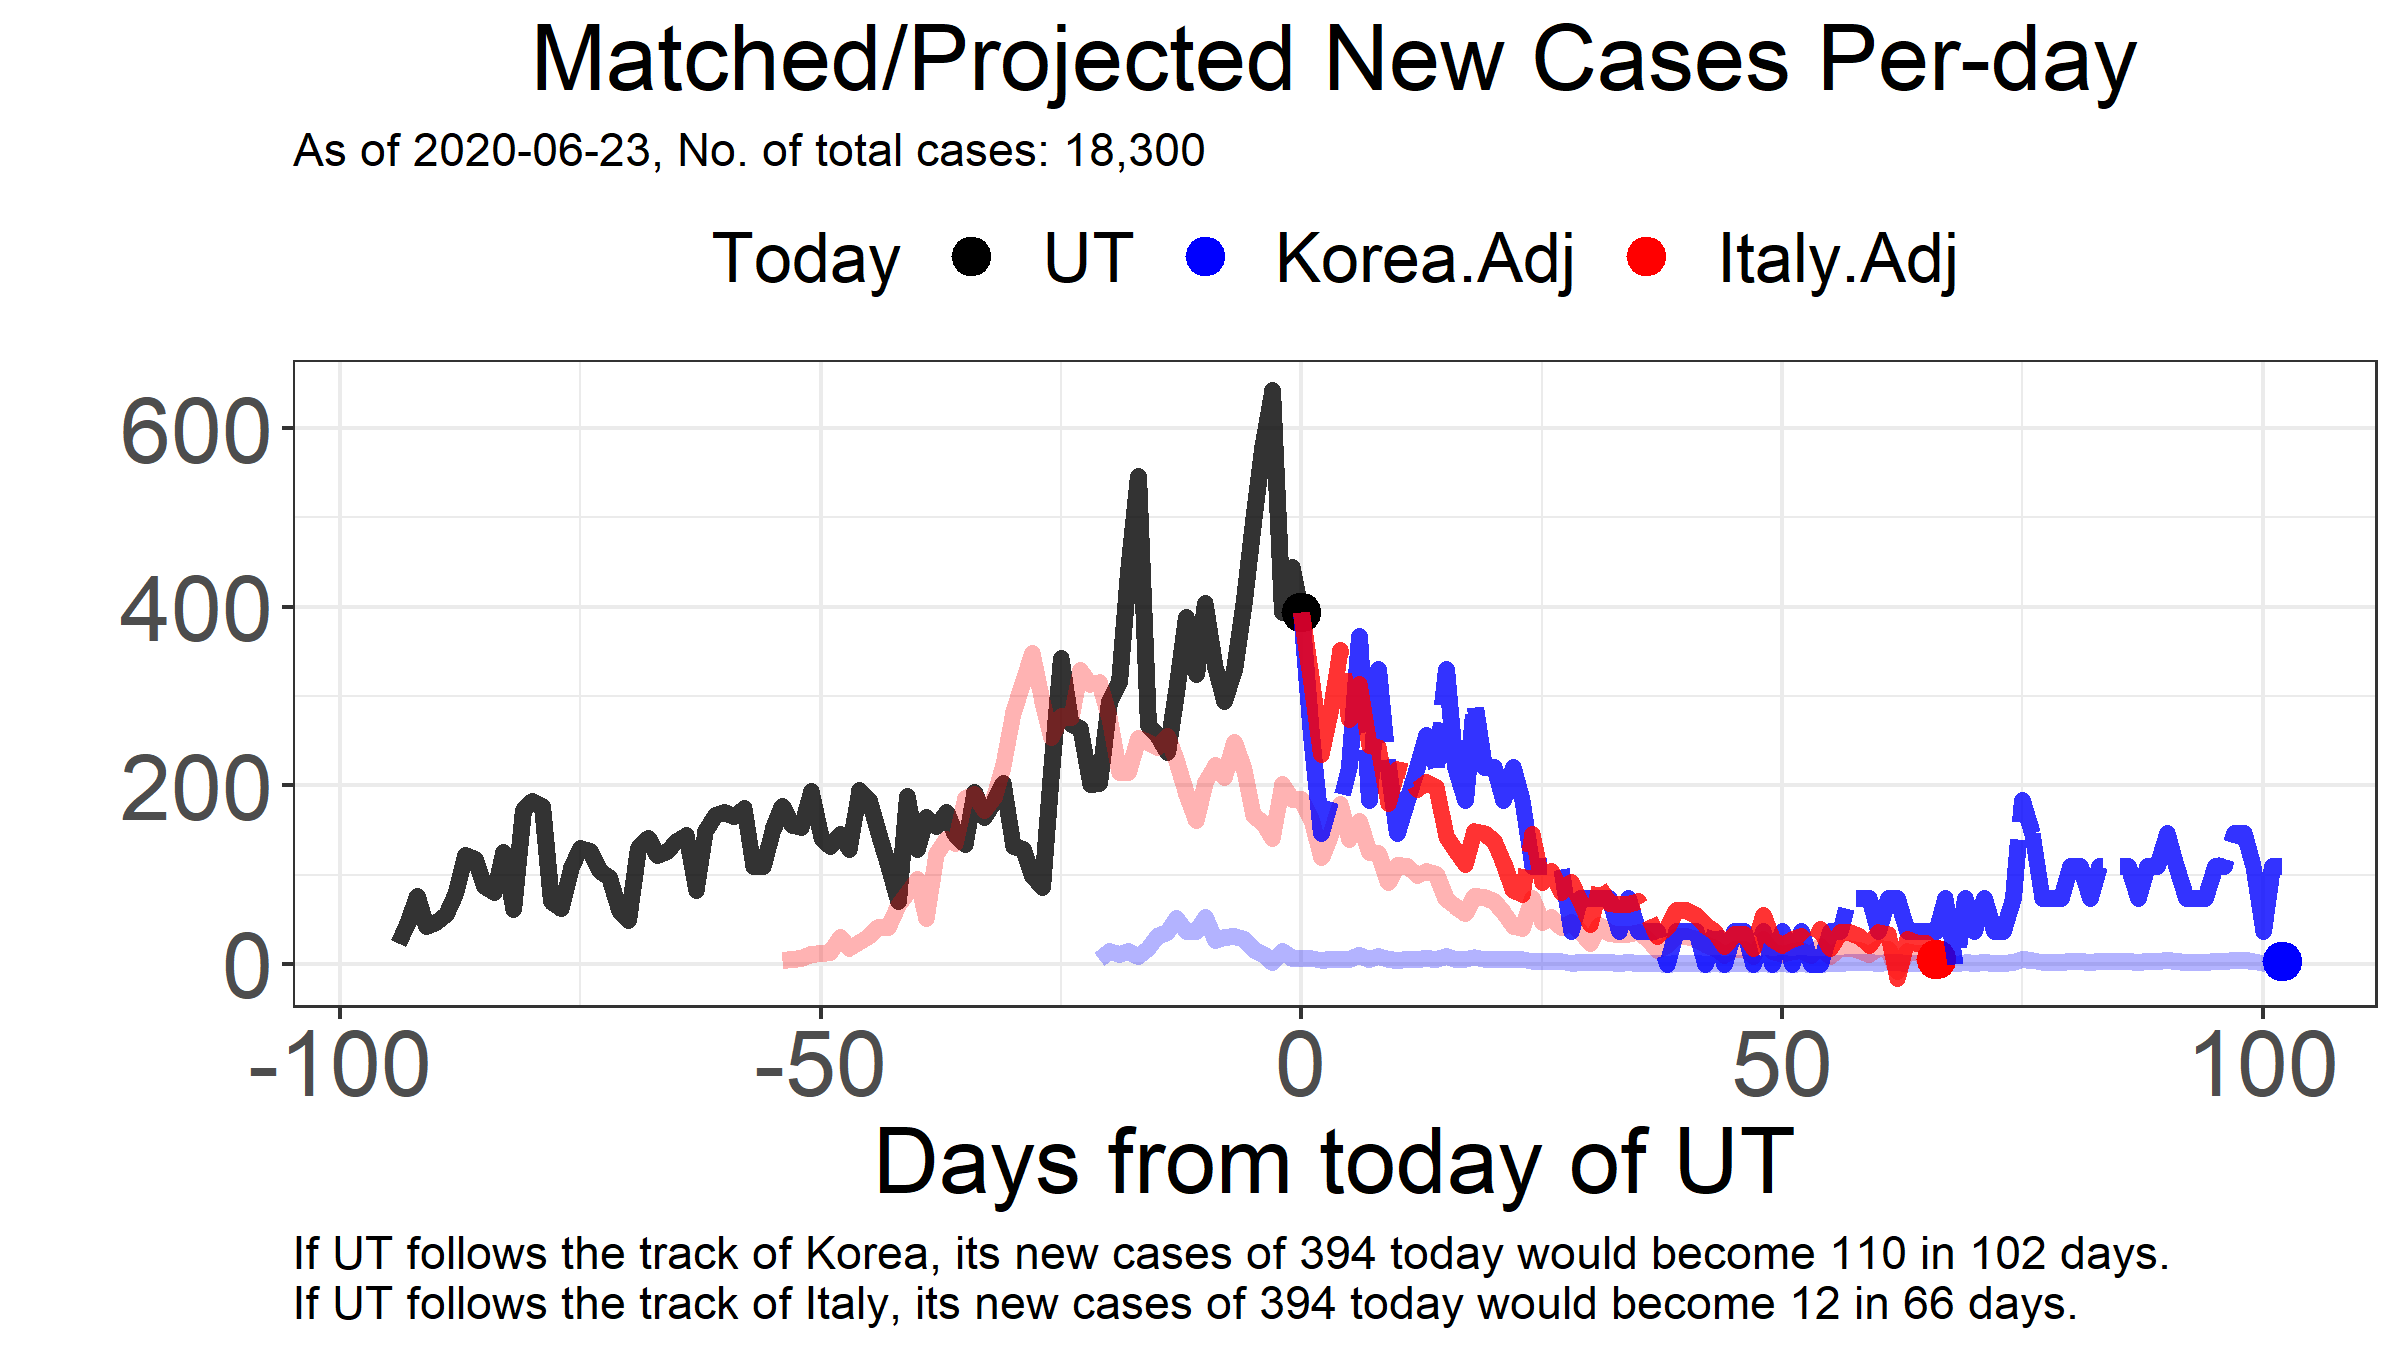 Matched/Projected New Cases Per-day
As of 2020-06-23, No. of total cases: 18,300
Today UT Korea.Adj Italy.Adj
600
400
200
0
-100 -50 0 50 100
Days from today of UT
If UT follows the track of Korea, its new cases of 394 today would become 110 in 102 days.
If UT follows the track of Italy, its new cases of 394 today would become 12 in 66 days.